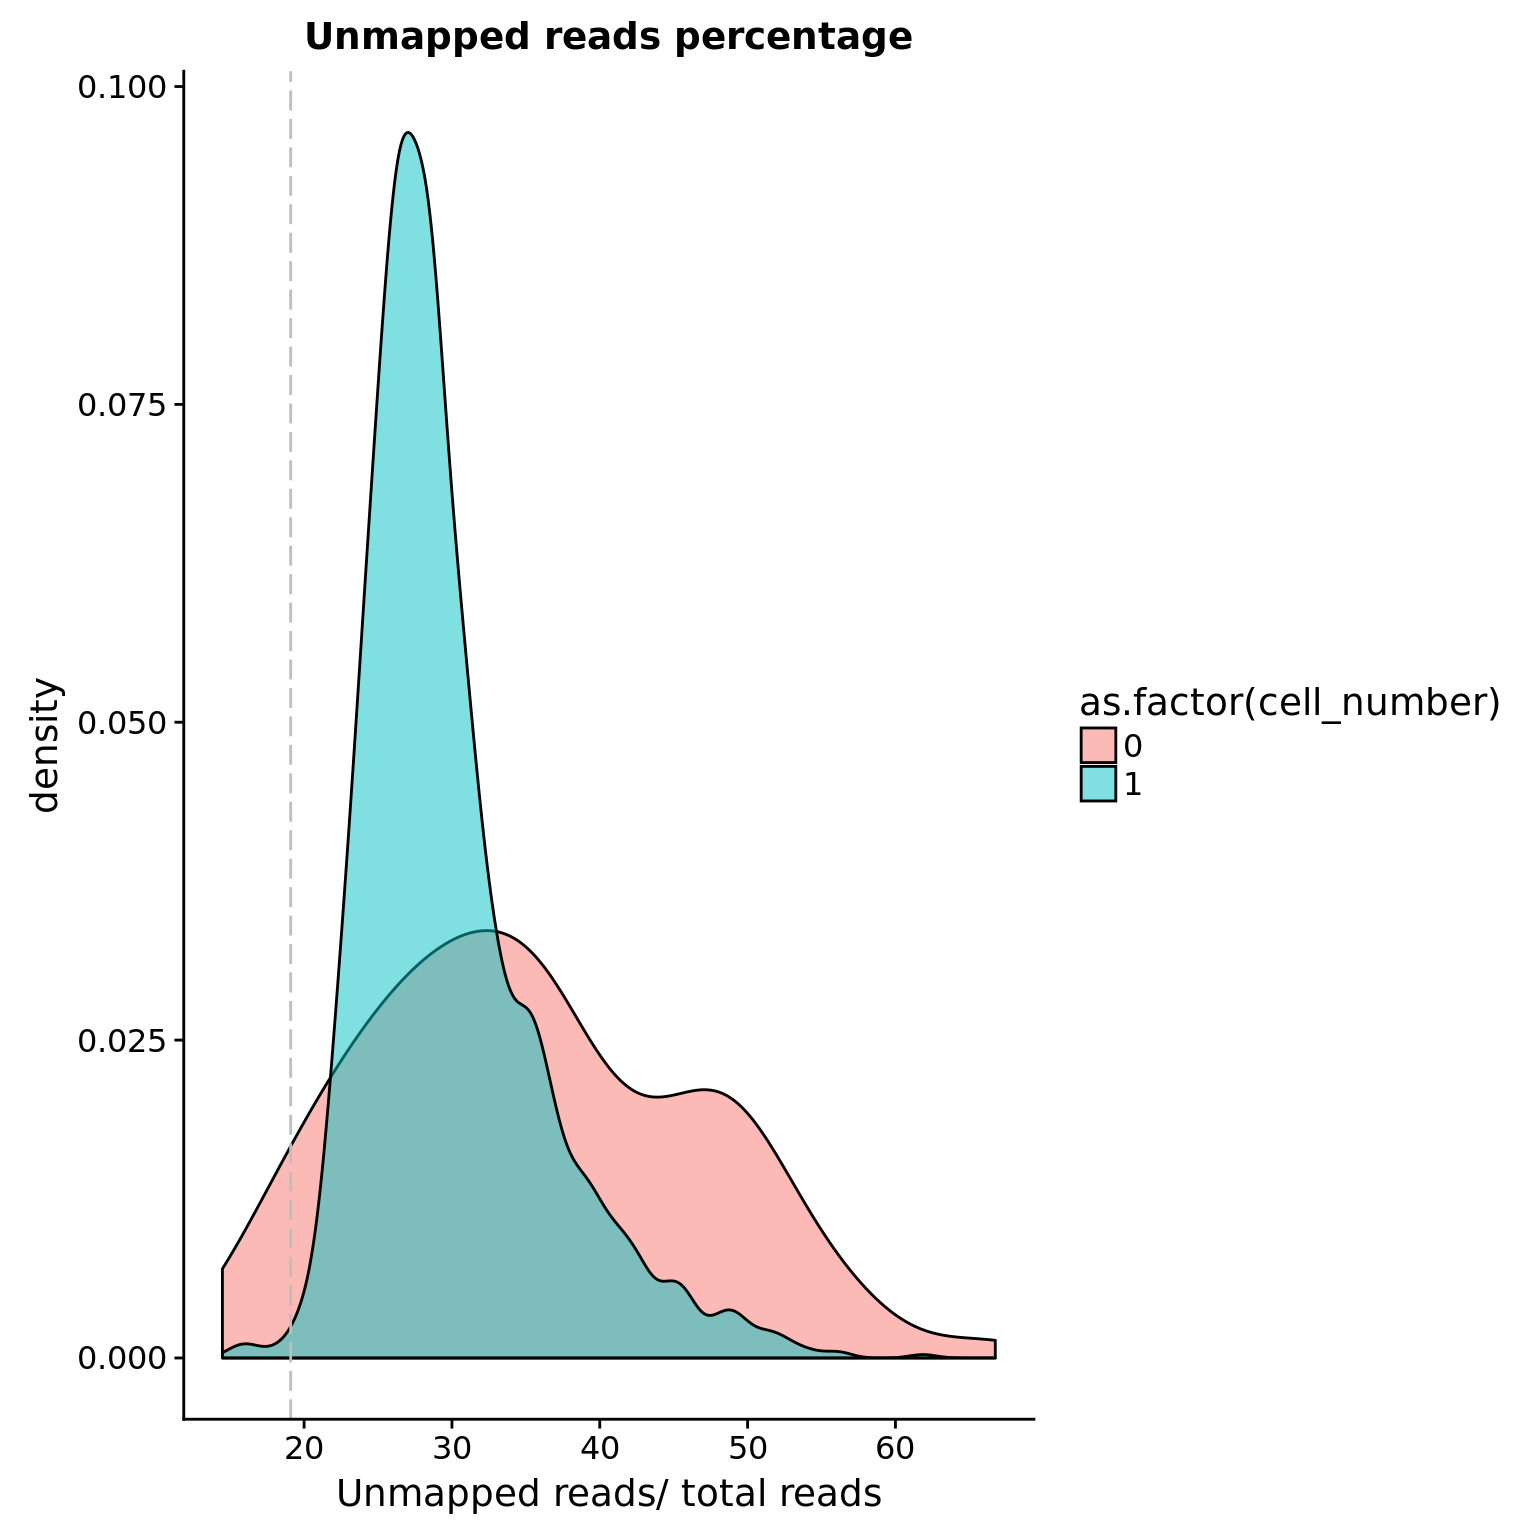 Unmapped reads percentage
0.100
0.075
0.050
0.025
0.000
density
20 30 40 50 60
Unmapped reads/ total reads
as.factor(cell_number)
0
1